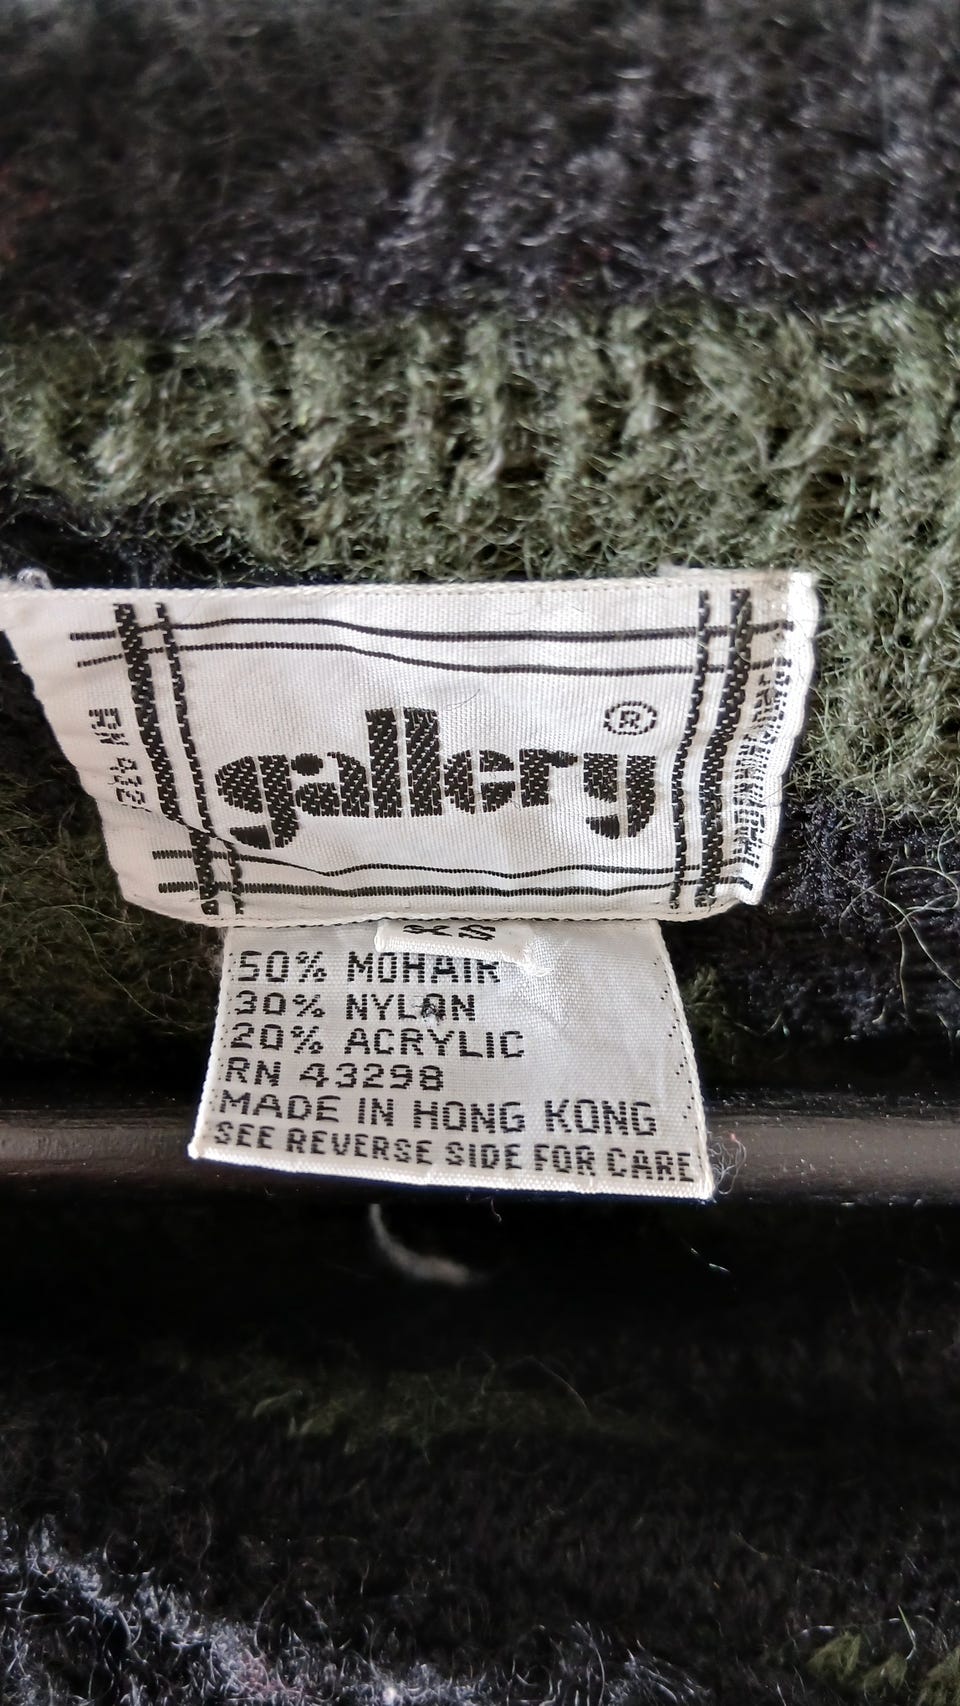 gallery ®
XS
50% MOHAIR
30% NYLON
20% ACRYLIC
RN 43298
MADE IN HONG KONG
SEE REVERSE SIDE FOR CARE